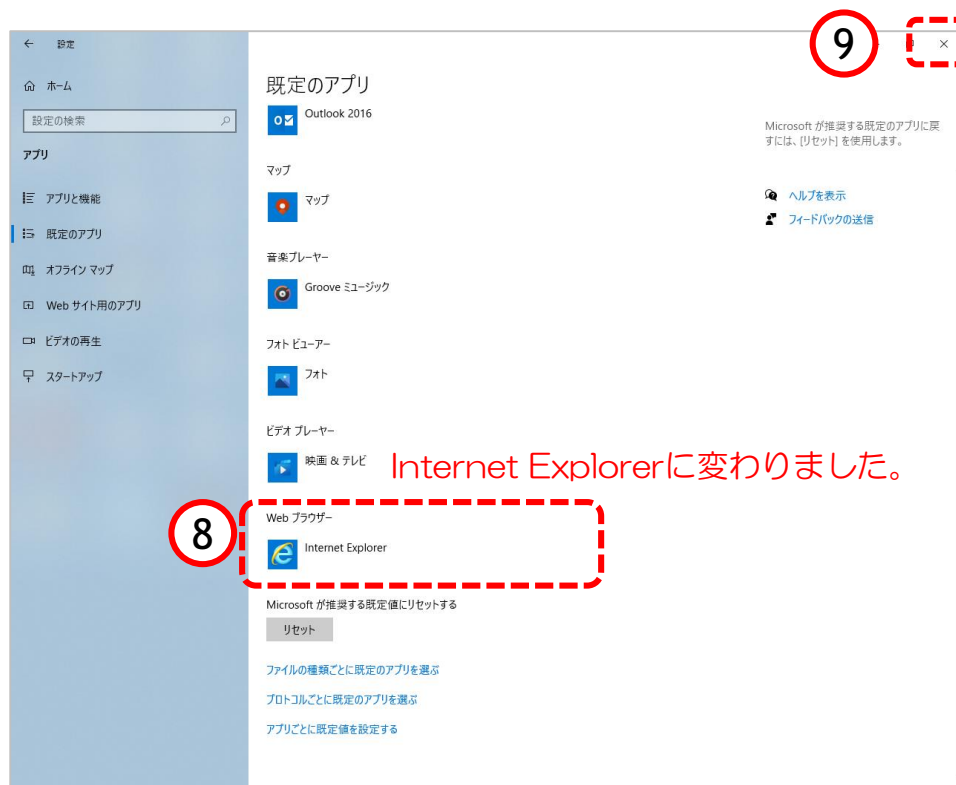 ← 設定
9
ホーム
設定の検索
アプリ
アプリと機能
既定のアプリ
オフライン マップ
Web サイト用のアプリ
ビデオの再生
スタートアップ
既定のアプリ
Outlook 2016
マップ
マップ
音楽プレーヤー
Groove ミュージック
フォト ビューアー
フォト
ビデオ プレーヤー
映画 & テレビ
Internet Explorerに変わりました。
8
Web ブラウザー
Internet Explorer
Microsoft が推奨する既定値にリセットする
リセット
ファイルの種類ごとに既定のアプリを選ぶ
プロトコルごとに既定のアプリを選ぶ
アプリごとに既定値を設定する
Microsoft が推奨する既定のアプリに戻
すには、[リセット] を使用します。
ヘルプを表示
フィードバックの送信